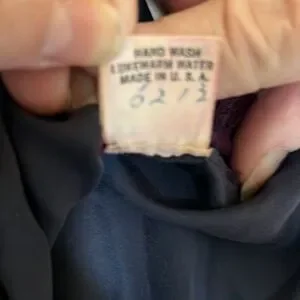 HAND WASH
LUKEWARM WATER
MADE IN U. S. A.
6212